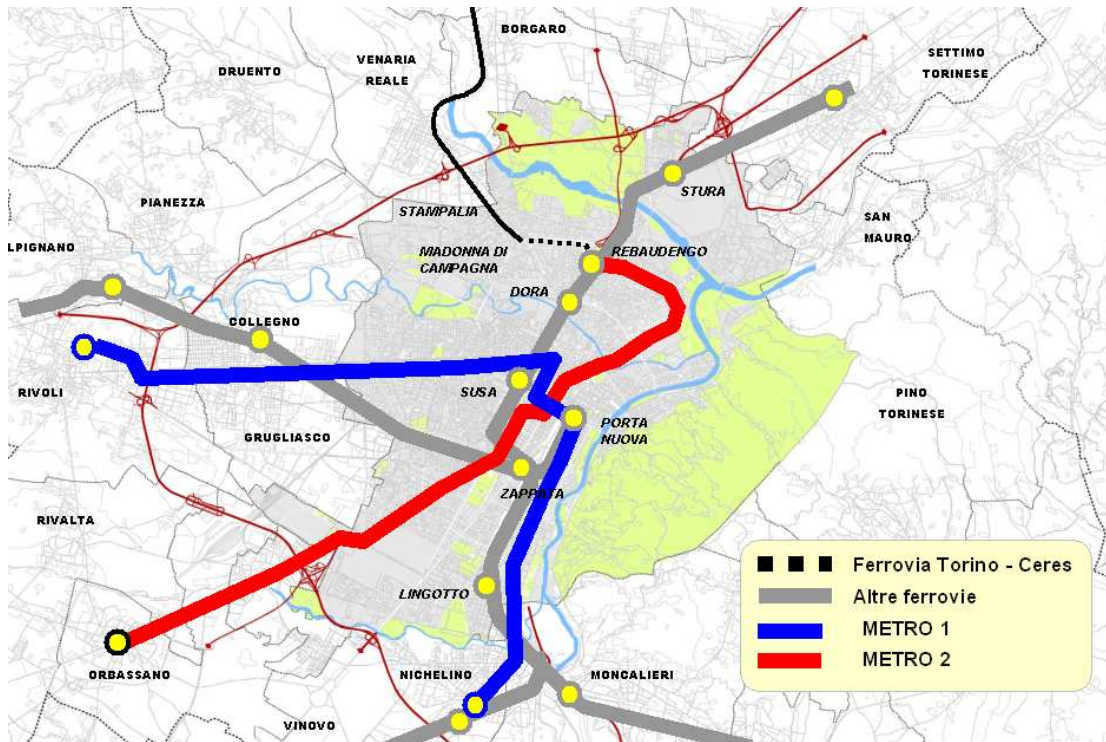 BORGARO
VENARIA
REALE
DRUENTO
SETTIMO
TORINESE
PIANEZZA
STAMPALIA
STURA
SAN
MAURO
LPIGNANO
MADONNA DI
CAMPAGNA
REBAUDENGO
DORA
COLLEGNO
RIVOLI
SUSA
PINO
TORINESE
GRUGLIASCO
PORTA
NUOVA
ZAPPATA
RIVALTA
LINGOTTO
ORBASSANO
NICHELINO
MONCALIERI
VINOVO
Ferrovia Torino - Ceres
Altre ferrovie
METRO 1
METRO 2